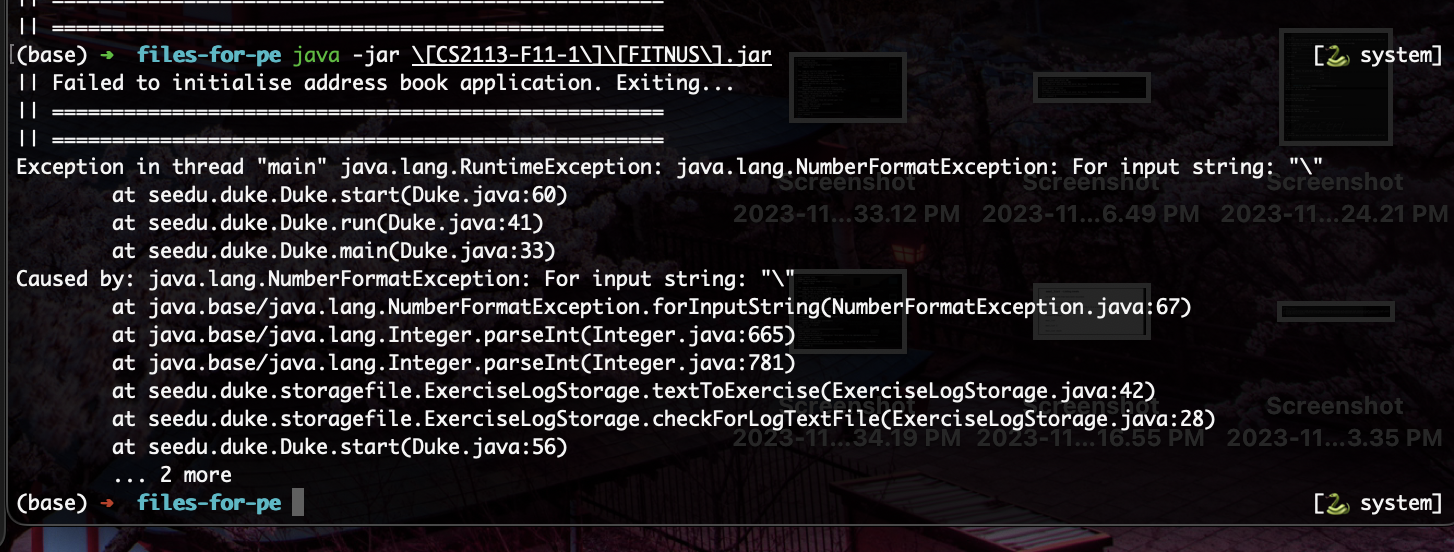 || ===================================================
|| ===================================================
(base) → files-for-pe java -jar \[CS2113-F11-1\]\[FITNUS\].jar [🐍 system]
|| Failed to initialise address book application. Exiting...
|| ===================================================
|| ===================================================
Exception in thread "main" java.lang.RuntimeException: java.lang.NumberFormatException: For input string: "\"
at seedu.duke.Duke.start(Duke.java:60)
Screenshot Screenshot Screenshot
at seedu.duke.Duke.run(Duke.java:41)
2023-11...33.12 PM 2023-11...6.49 PM 2023-11...24.21 PM
at seedu.duke.Duke.main(Duke.java:33)
Caused by: java.lang.NumberFormatException: For input string: "\"
at java.base/java.lang.NumberFormatException.forInputString(NumberFormatException.java:67)
at java.base/java.lang.Integer.parseInt(Integer.java:665)
at java.base/java.lang.Integer.parseInt(Integer.java:781)
at seedu.duke.storagefile.ExerciseLogStorage.textToExercise(ExerciseLogStorage.java:42)
Screenshot Screenshot Screenshot
at seedu.duke.storagefile.ExerciseLogStorage.checkForLogTextFile(ExerciseLogStorage.java:28)
2023-11...34.19 PM 2023-11...16.55 PM 2023-11...3.35 PM
at seedu.duke.Duke.start(Duke.java:56)
... 2 more
(base) → files-for-pe [🐍 system]